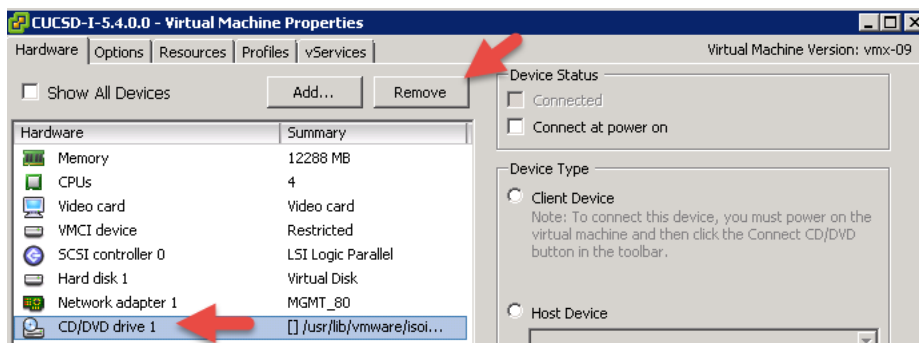 CUCSD-I-5.4.0.0 - Virtual Machine Properties
Hardware Options Resources Profiles vServices Virtual Machine Version: vmx-09
Show All Devices Add... Remove
Hardware Summary
Memory 12288 MB
CPUs 4
Video card Video card
VMCI device Restricted
SCSI controller 0 LSI Logic Parallel
Hard disk 1 Virtual Disk
Network adapter 1 MGMT_80
CD/DVD drive 1 [] /usr/lib/vmware/isoi...
Device Status
Connected
Connect at power on
Device Type
Client Device
Note: To connect this device, you must power on the
virtual machine and then click the Connect CD/DVD
button in the toolbar.
Host Device